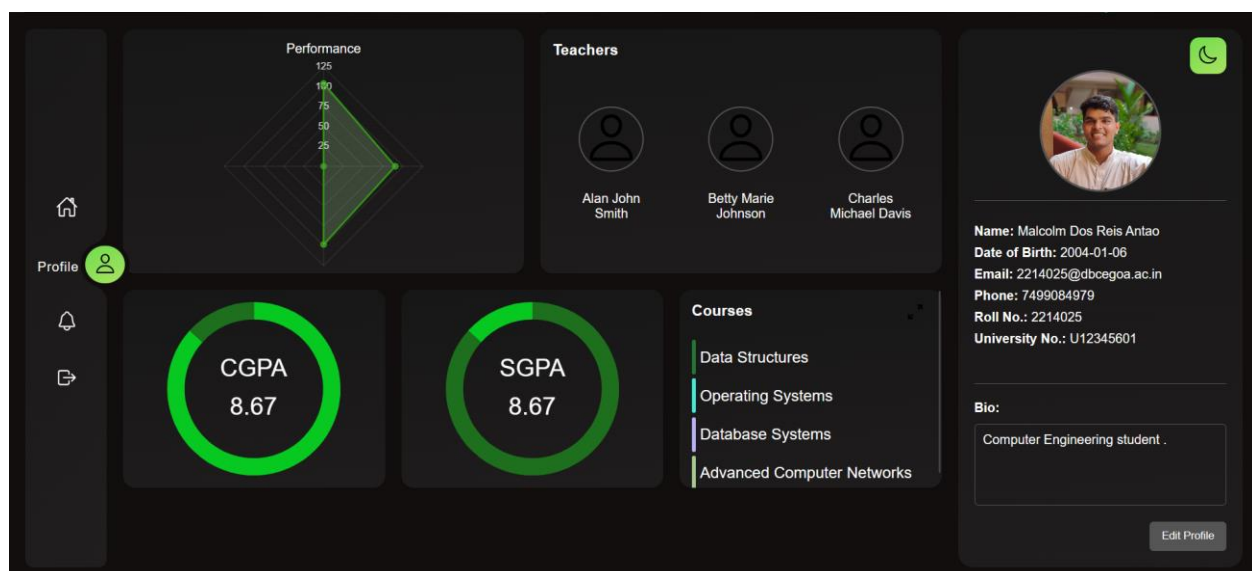 Profile
Performance
125
100
75
50
25
Teachers
Alan John
Smith
Betty Marie
Johnson
Charles
Michael Davis
CGPA
8.67
SGPA
8.67
Courses
Data Structures
Operating Systems
Database Systems
Advanced Computer Networks
Name: Malcolm Dos Reis Antao
Date of Birth: 2004-01-06
Email: 2214025@dbcegoa.ac.in
Phone: 7499084979
Roll No.: 2214025
University No.: U12345601
Bio:
Computer Engineering student .
Edit Profile